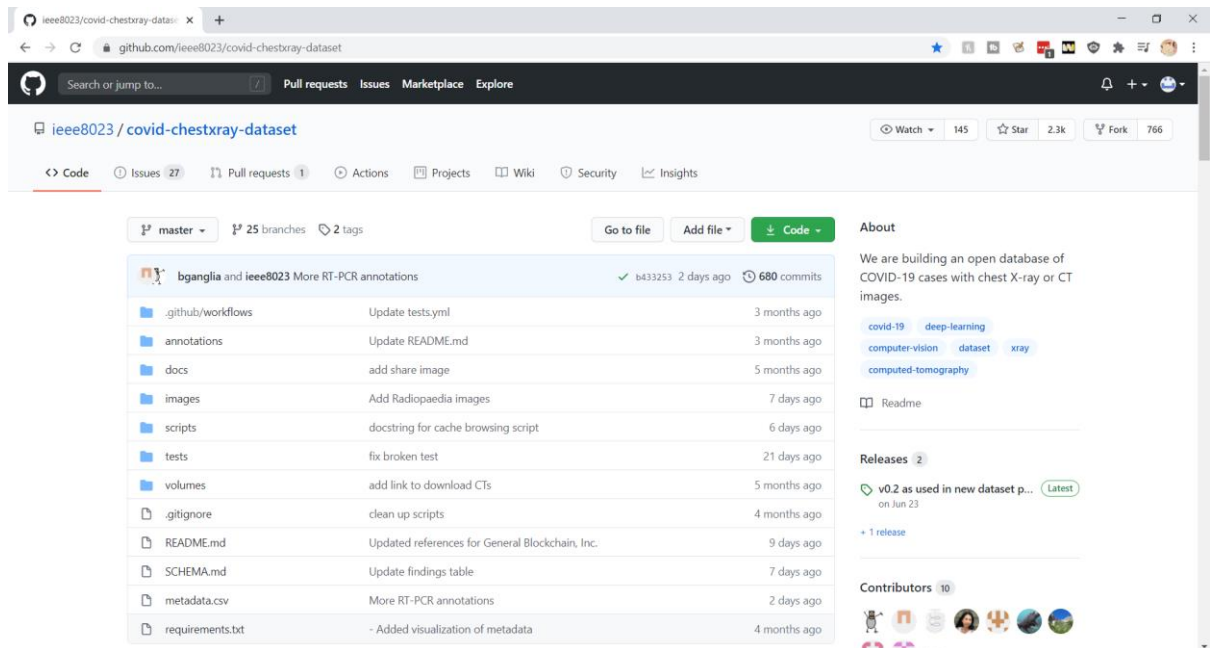 ieee8023/covid-chestxray-datase
github.com/ieee8023/covid-chestxray-dataset
Search or jump to... / Pull requests Issues Marketplace Explore
ieee8023 / covid-chestxray-dataset
Watch 145 Star 2.3k Fork 766
Code Issues 27 Pull requests 1 Actions Projects Wiki Security Insights
master 25 branches 2 tags Go to file Add file Code
bganglia and ieee8023 More RT-PCR annotations b433253 2 days ago 680 commits
.github/workflows Update tests.yml 3 months ago
annotations Update README.md 3 months ago
docs add share image 5 months ago
images Add Radiopaedia images 7 days ago
scripts docstring for cache browsing script 6 days ago
tests fix broken test 21 days ago
volumes add link to download CTs 5 months ago
.gitignore clean up scripts 4 months ago
README.md Updated references for General Blockchain, Inc. 9 days ago
SCHEMA.md Update findings table 7 days ago
metadata.csv More RT-PCR annotations 2 days ago
requirements.txt - Added visualization of metadata 4 months ago
About
We are building an open database of
COVID-19 cases with chest X-ray or CT
images.
covid-19 deep-learning
computer-vision dataset xray
computed-tomography
Readme
Releases 2
v0.2 as used in new dataset p... Latest
on Jun 23
+ 1 release
Contributors 10